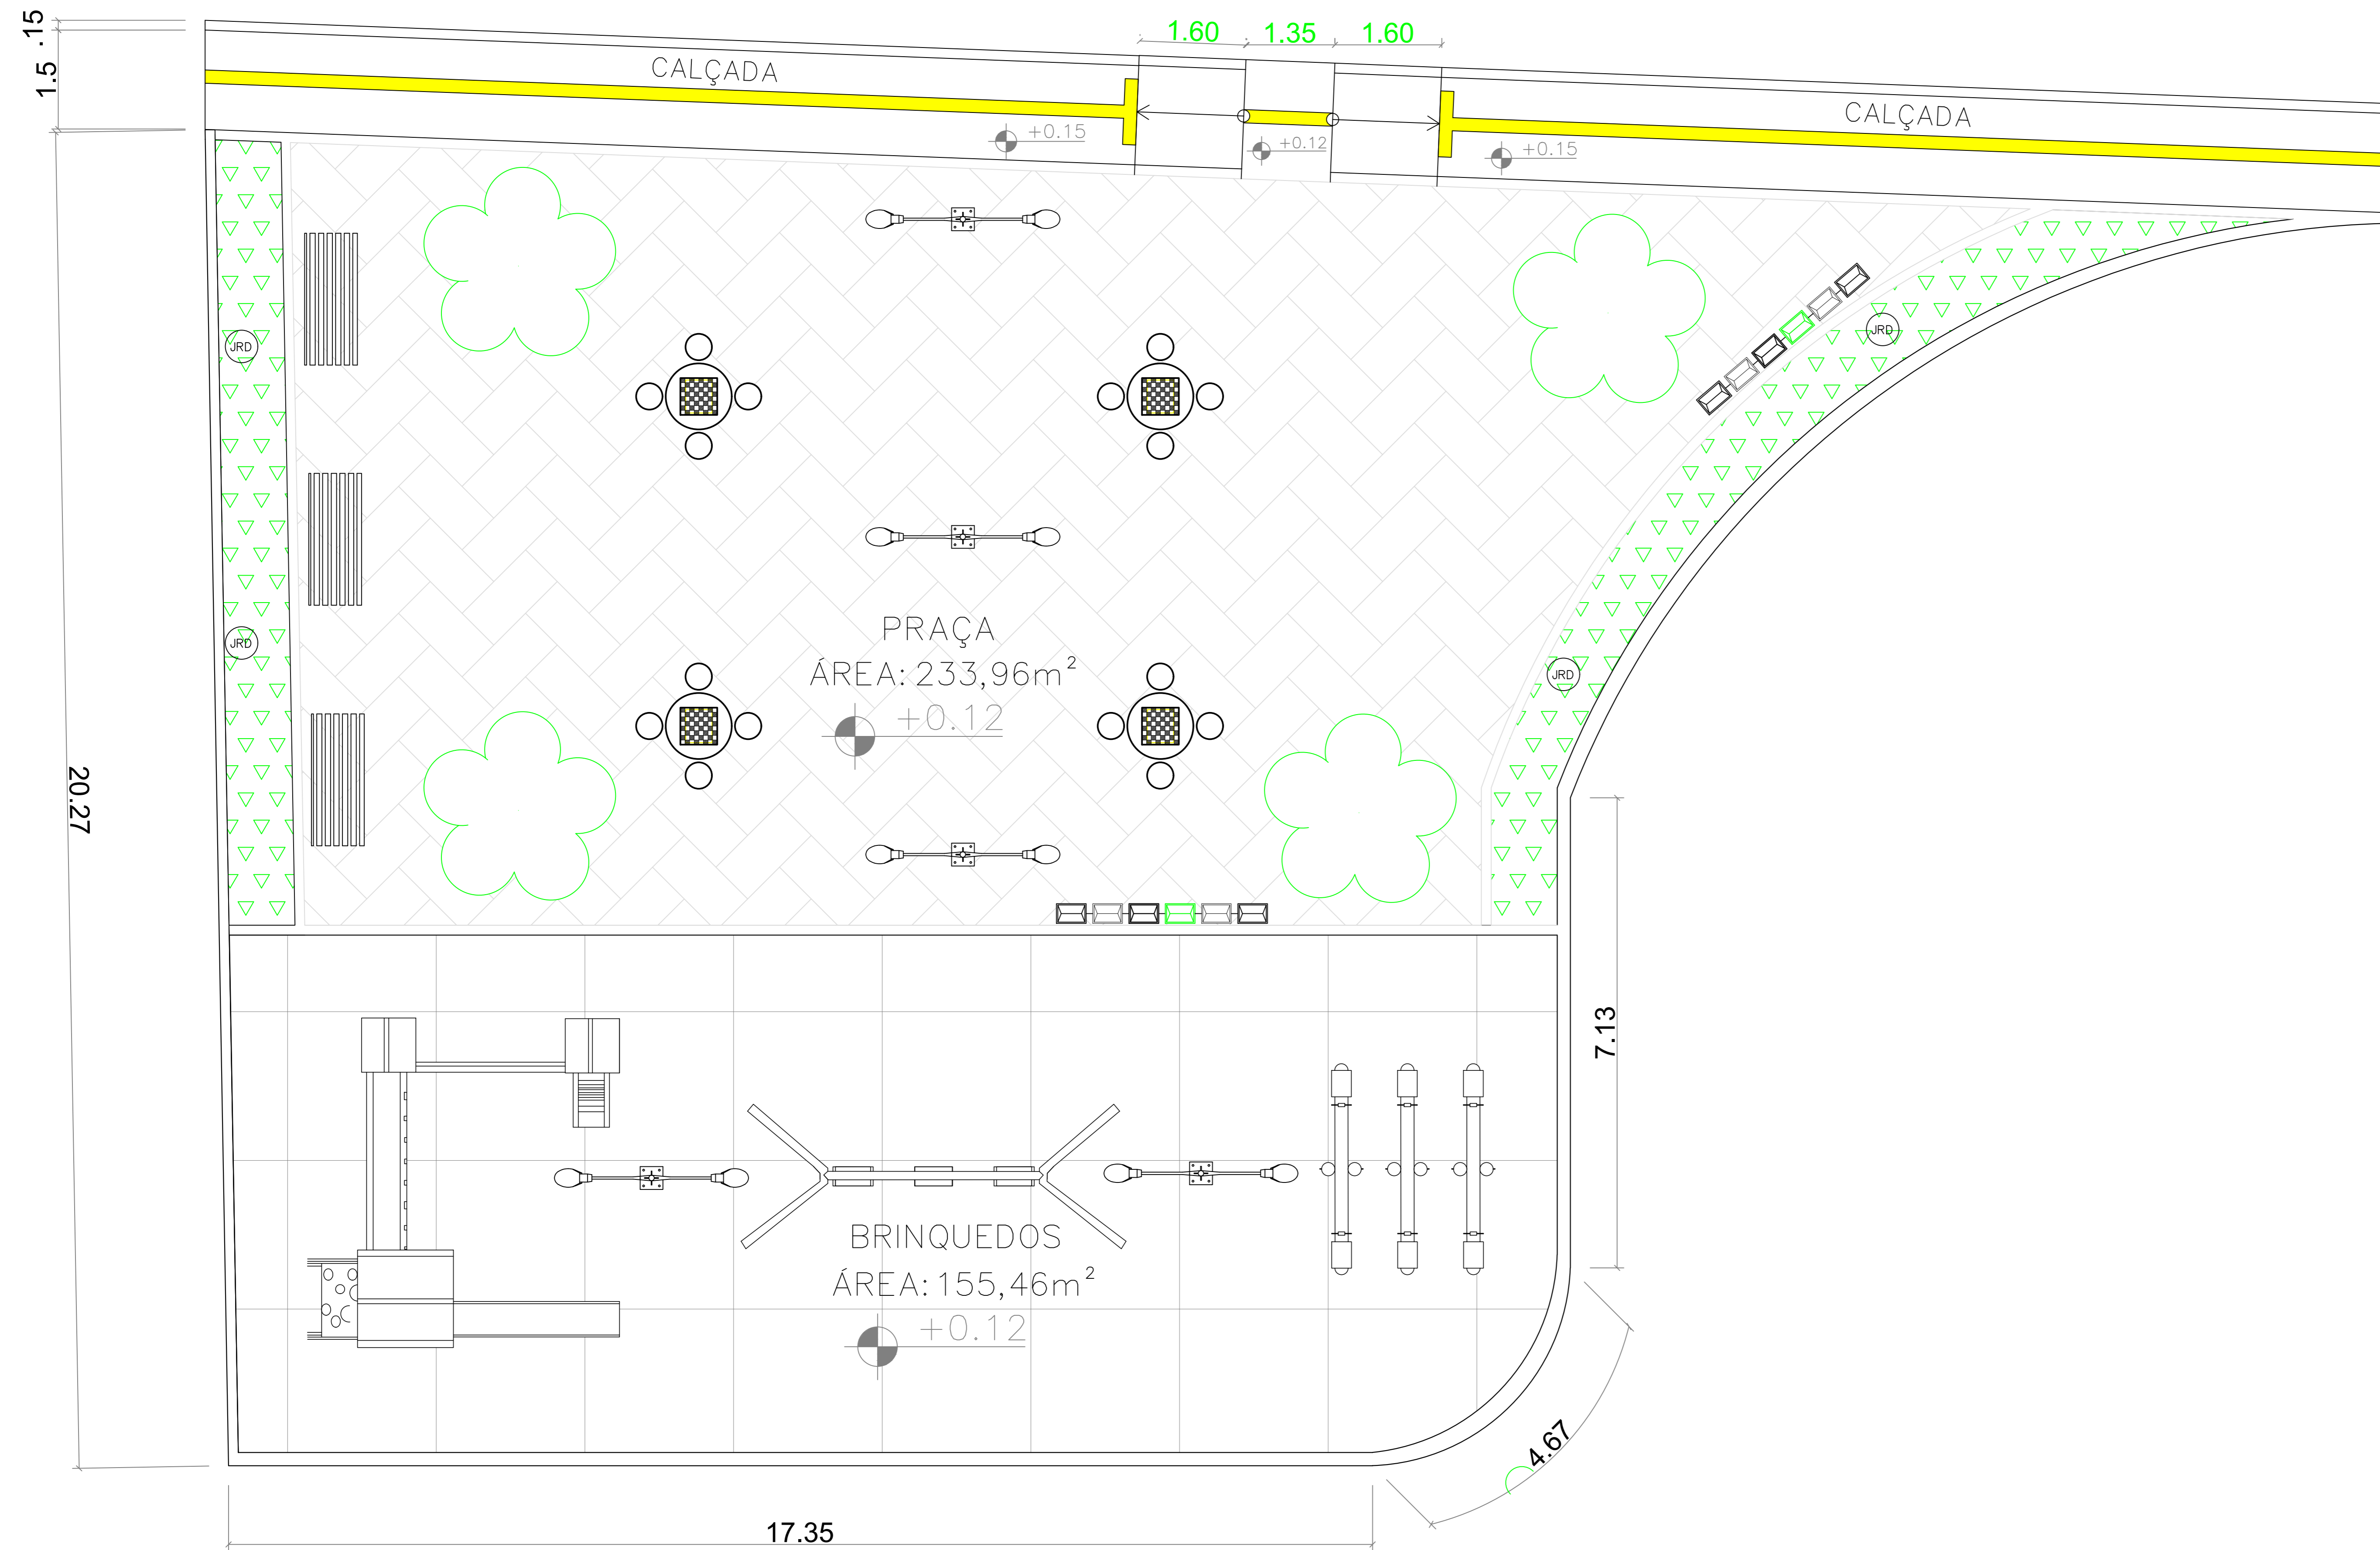 .15
1.5
1.60
1.35
1.60
CALÇADA
CALÇADA
+0.15
+0.12
+0.15
JRD
JRD
JRD
JRD
PRAÇA
ÁREA: 233,96m²
+0.12
20.27
7.13
BRINQUEDOS
ÁREA: 155,46m²
+0.12
4.67
17.35